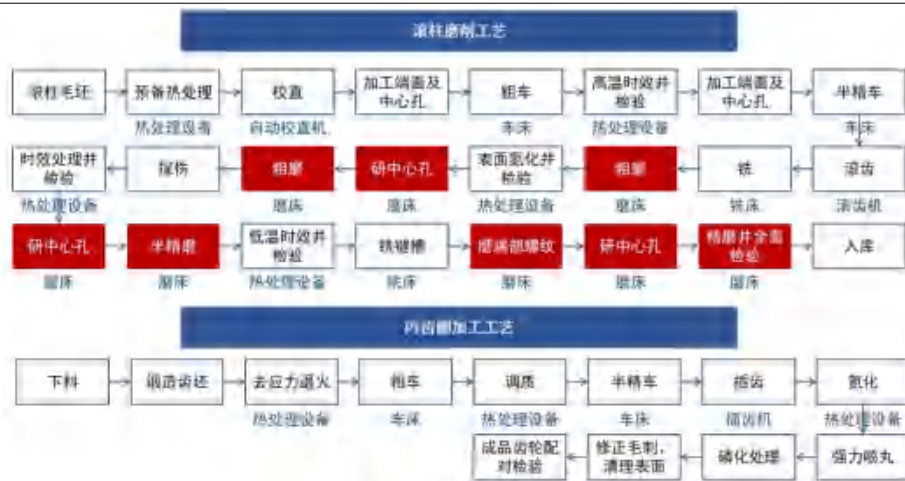 滚柱磨削工艺
滚柱毛坯
预备热处理
校直
加工端面及
中心孔
粗车
高温时效并
检验
加工端面及
中心孔
半精车
热处理设备
自动校直机
车床
热处理设备
车床
时效处理并
检验
探伤
粗磨
研中心孔
表面氮化并
检验
粗磨
铣
滚齿
热处理设备
磨床
磨床
热处理设备
磨床
铣床
滚齿机
研中心孔
半精磨
低温时效并
检验
铣键槽
磨端部螺纹
研中心孔
精磨并全面
检验
入库
磨床
磨床
热处理设备
铣床
磨床
磨床
磨床
内齿圈加工工艺
下料
锻造齿坯
去应力退火
粗车
调质
半精车
插齿
氮化
热处理设备
车床
热处理设备
车床
插齿机
热处理设备
成品齿轮配
对检验
修正毛刺,
清理表面
磷化处理
强力喷丸